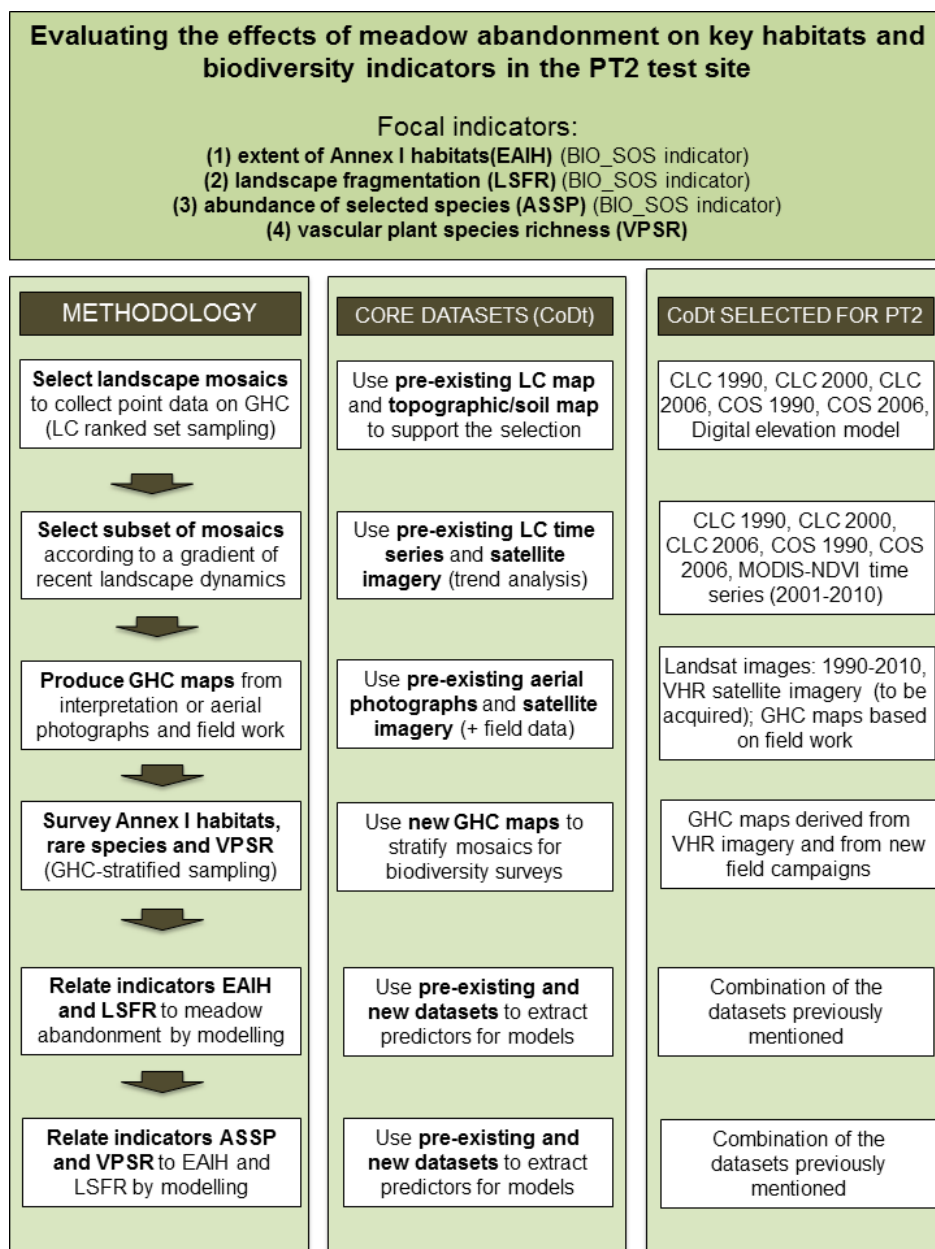 Evaluating the effects of meadow abandonment on key habitats and
biodiversity indicators in the PT2 test site
Focal indicators:
(1) extent of Annex I habitats(EAIH) (BIO_SOS indicator)
(2) landscape fragmentation (LSFR) (BIO_SOS indicator)
(3) abundance of selected species (ASSP) (BIO_SOS indicator)
(4) vascular plant species richness (VPSR)
METHODOLOGY
Select landscape mosaics
to collect point data on GHC
(LC ranked set sampling)
Select subset of mosaics
according to a gradient of
recent landscape dynamics
Produce GHC maps from
interpretation or aerial
photographs and field work
Survey Annex I habitats,
rare species and VPSR
(GHC-stratified sampling)
Relate indicators EAIH
and LSFR to meadow
abandonment by modelling
Relate indicators ASSP
and VPSR to EAIH and
LSFR by modelling
CORE DATASETS (CoDt)
Use pre-existing LC map
and topographic/soil map
to support the selection
Use pre-existing LC time
series and satellite
imagery (trend analysis)
Use pre-existing aerial
photographs and satellite
imagery (+ field data)
Use new GHC maps to
stratify mosaics for
biodiversity surveys
Use pre-existing and
new datasets to extract
predictors for models
Use pre-existing and
new datasets to extract
predictors for models
CoDt SELECTED FOR PT2
CLC 1990, CLC 2000, CLC
2006, COS 1990, COS 2006,
Digital elevation model
CLC 1990, CLC 2000,
CLC 2006, COS 1990, COS
2006, MODIS-NDVI time
series (2001-2010)
Landsat images: 1990-2010,
VHR satellite imagery (to be
acquired); GHC maps based
on field work
GHC maps derived from
VHR imagery and from new
field campaigns
Combination of the
datasets previously
mentioned
Combination of the
datasets previously
mentioned